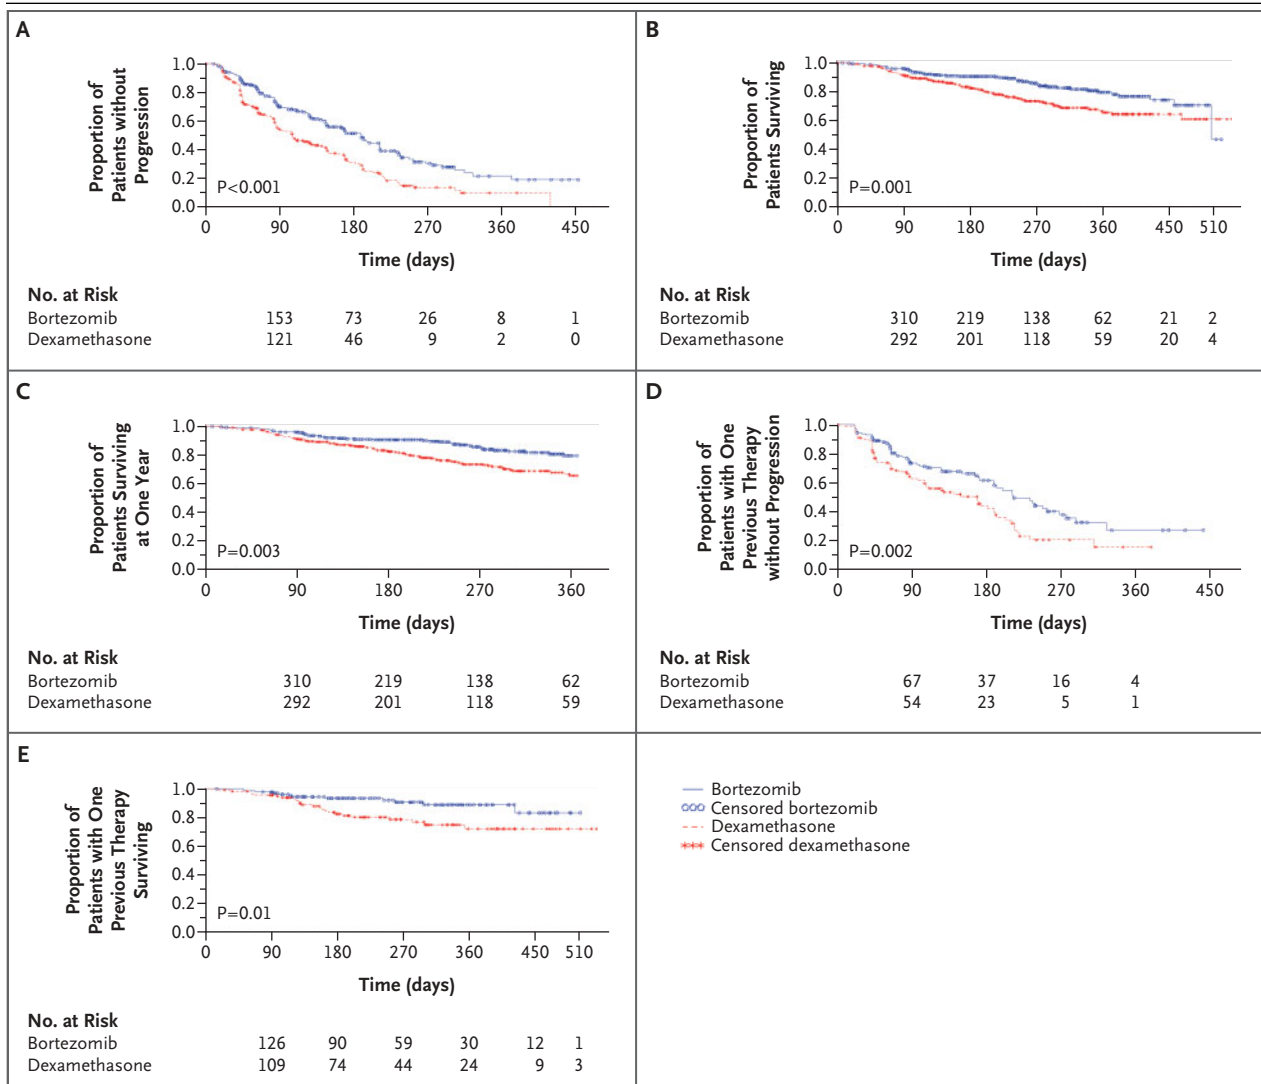 A
Proportion of
Patients without
Progression
1.0
0.8
0.6
0.4
0.2
0.0
P<0.001
0 90 180 270 360 450
Time (days)
No. at Risk
Bortezomib 153 73 26 8 1
Dexamethasone 121 46 9 2 0
B
Proportion of
Patients Surviving
1.0
0.8
0.6
0.4
0.2
0.0
P=0.001
0 90 180 270 360 450 510
Time (days)
No. at Risk
Bortezomib 310 219 138 62 21 2
Dexamethasone 292 201 118 59 20 4
C
Proportion of
Patients Surviving
at One Year
1.0
0.8
0.6
0.4
0.2
0.0
P=0.003
0 90 180 270 360
Time (days)
No. at Risk
Bortezomib 310 219 138 62
Dexamethasone 292 201 118 59
D
Proportion of
Patients with One
Previous Therapy
without Progression
1.0
0.8
0.6
0.4
0.2
0.0
P=0.002
0 90 180 270 360 450
Time (days)
No. at Risk
Bortezomib 67 37 16 4
Dexamethasone 54 23 5 1
E
Proportion of
Patients with One
Previous Therapy
Surviving
1.0
0.8
0.6
0.4
0.2
0.0
P=0.01
0 90 180 270 360 450 510
Time (days)
No. at Risk
Bortezomib 126 90 59 30 12 1
Dexamethasone 109 74 44 24 9 3
Bortezomib
Censored bortezomib
Dexamethasone
Censored dexamethasone